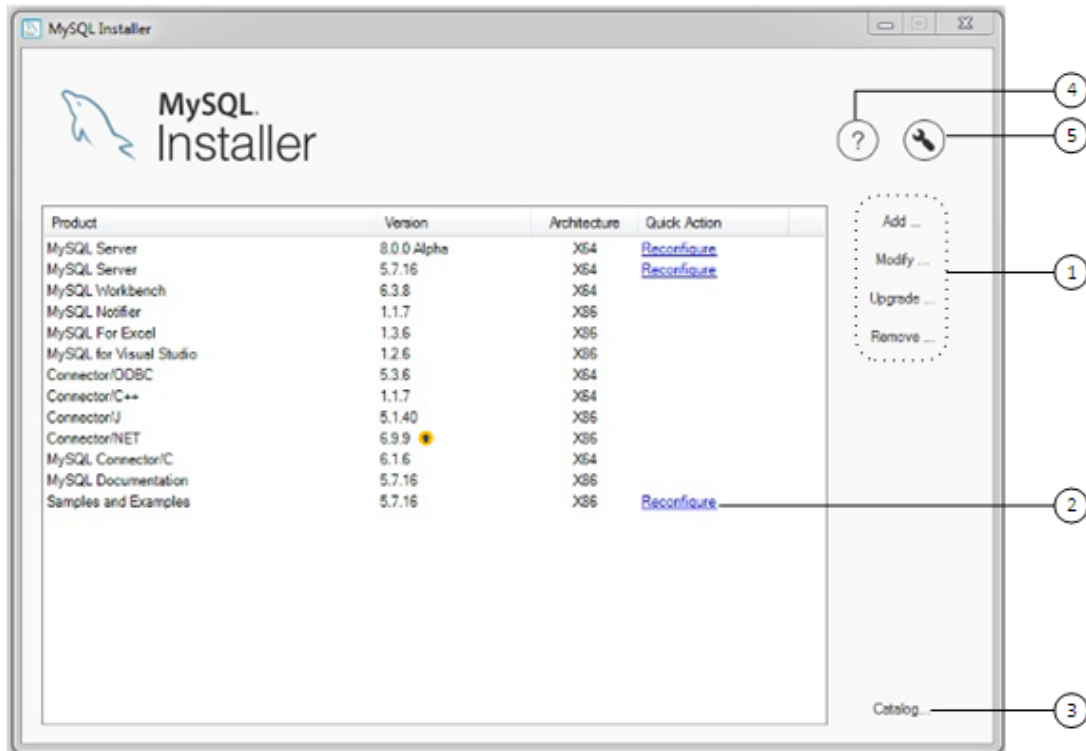 MySQL Installer
MySQL.
Installer
4
5
Product Version Architecture Quick Action
MySQL Server 8.0.0 Alpha X64 Reconfigure
MySQL Server 5.7.16 X64 Reconfigure
MySQL Workbench 6.3.8 X64
MySQL Notifier 1.1.7 X86
MySQL For Excel 1.3.6 X86
MySQL for Visual Studio 1.2.6 X86
Connector/ODBC 5.3.6 X64
Connector/C++ 1.1.7 X64
Connector/J 5.1.40 X86
Connector/NET 6.9.9 X86
MySQL Connector/C 6.1.6 X64
MySQL Documentation 5.7.16 X86
Samples and Examples 5.7.16 X86 Reconfigure
Add ...
Modify ...
Upgrade ...
Remove ...
1
2
Catalog...
3